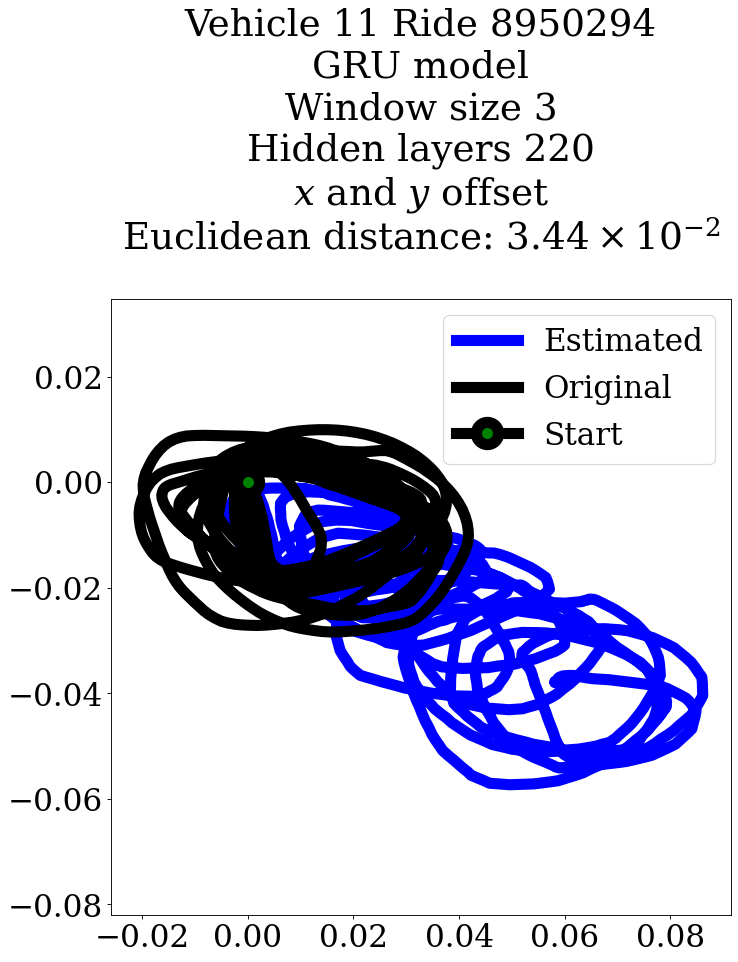 Vehicle 11 Ride 8950294
GRU model
Window size 3
Hidden layers 220
x and y offset
Euclidean distance: 3.44 × 10⁻²
Estimated
Original
Start
0.02
0.00
−0.02
−0.04
−0.06
−0.08
−0.02 0.00 0.02 0.04 0.06 0.08